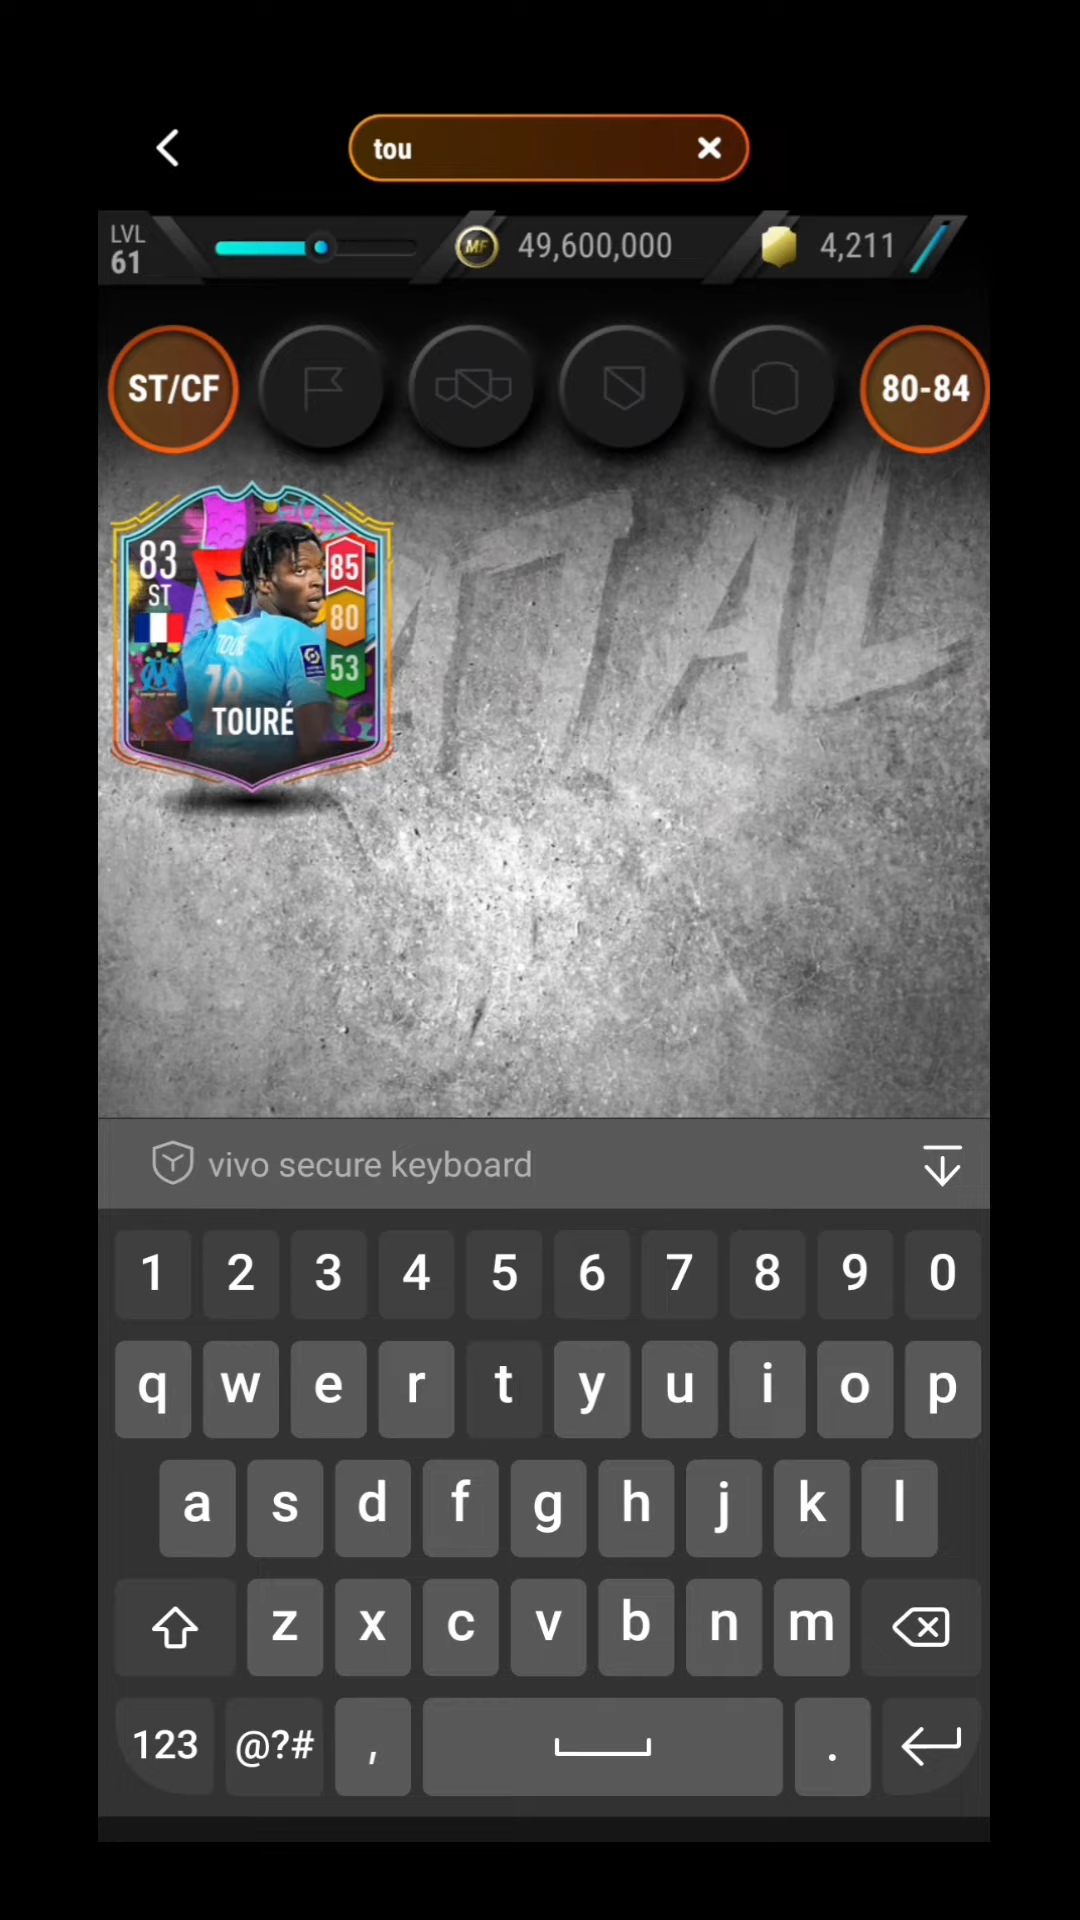 tou
LVL
61
MF
49,600,000
4,211
ST/CF
80-84
83
ST
85
80
53
TOURÉ
vivo secure keyboard
1 2 3 4 5 6 7 8 9 0
q w e r t y u i o p
a s d f g h j k l
z x c v b n m
123 @?# , .